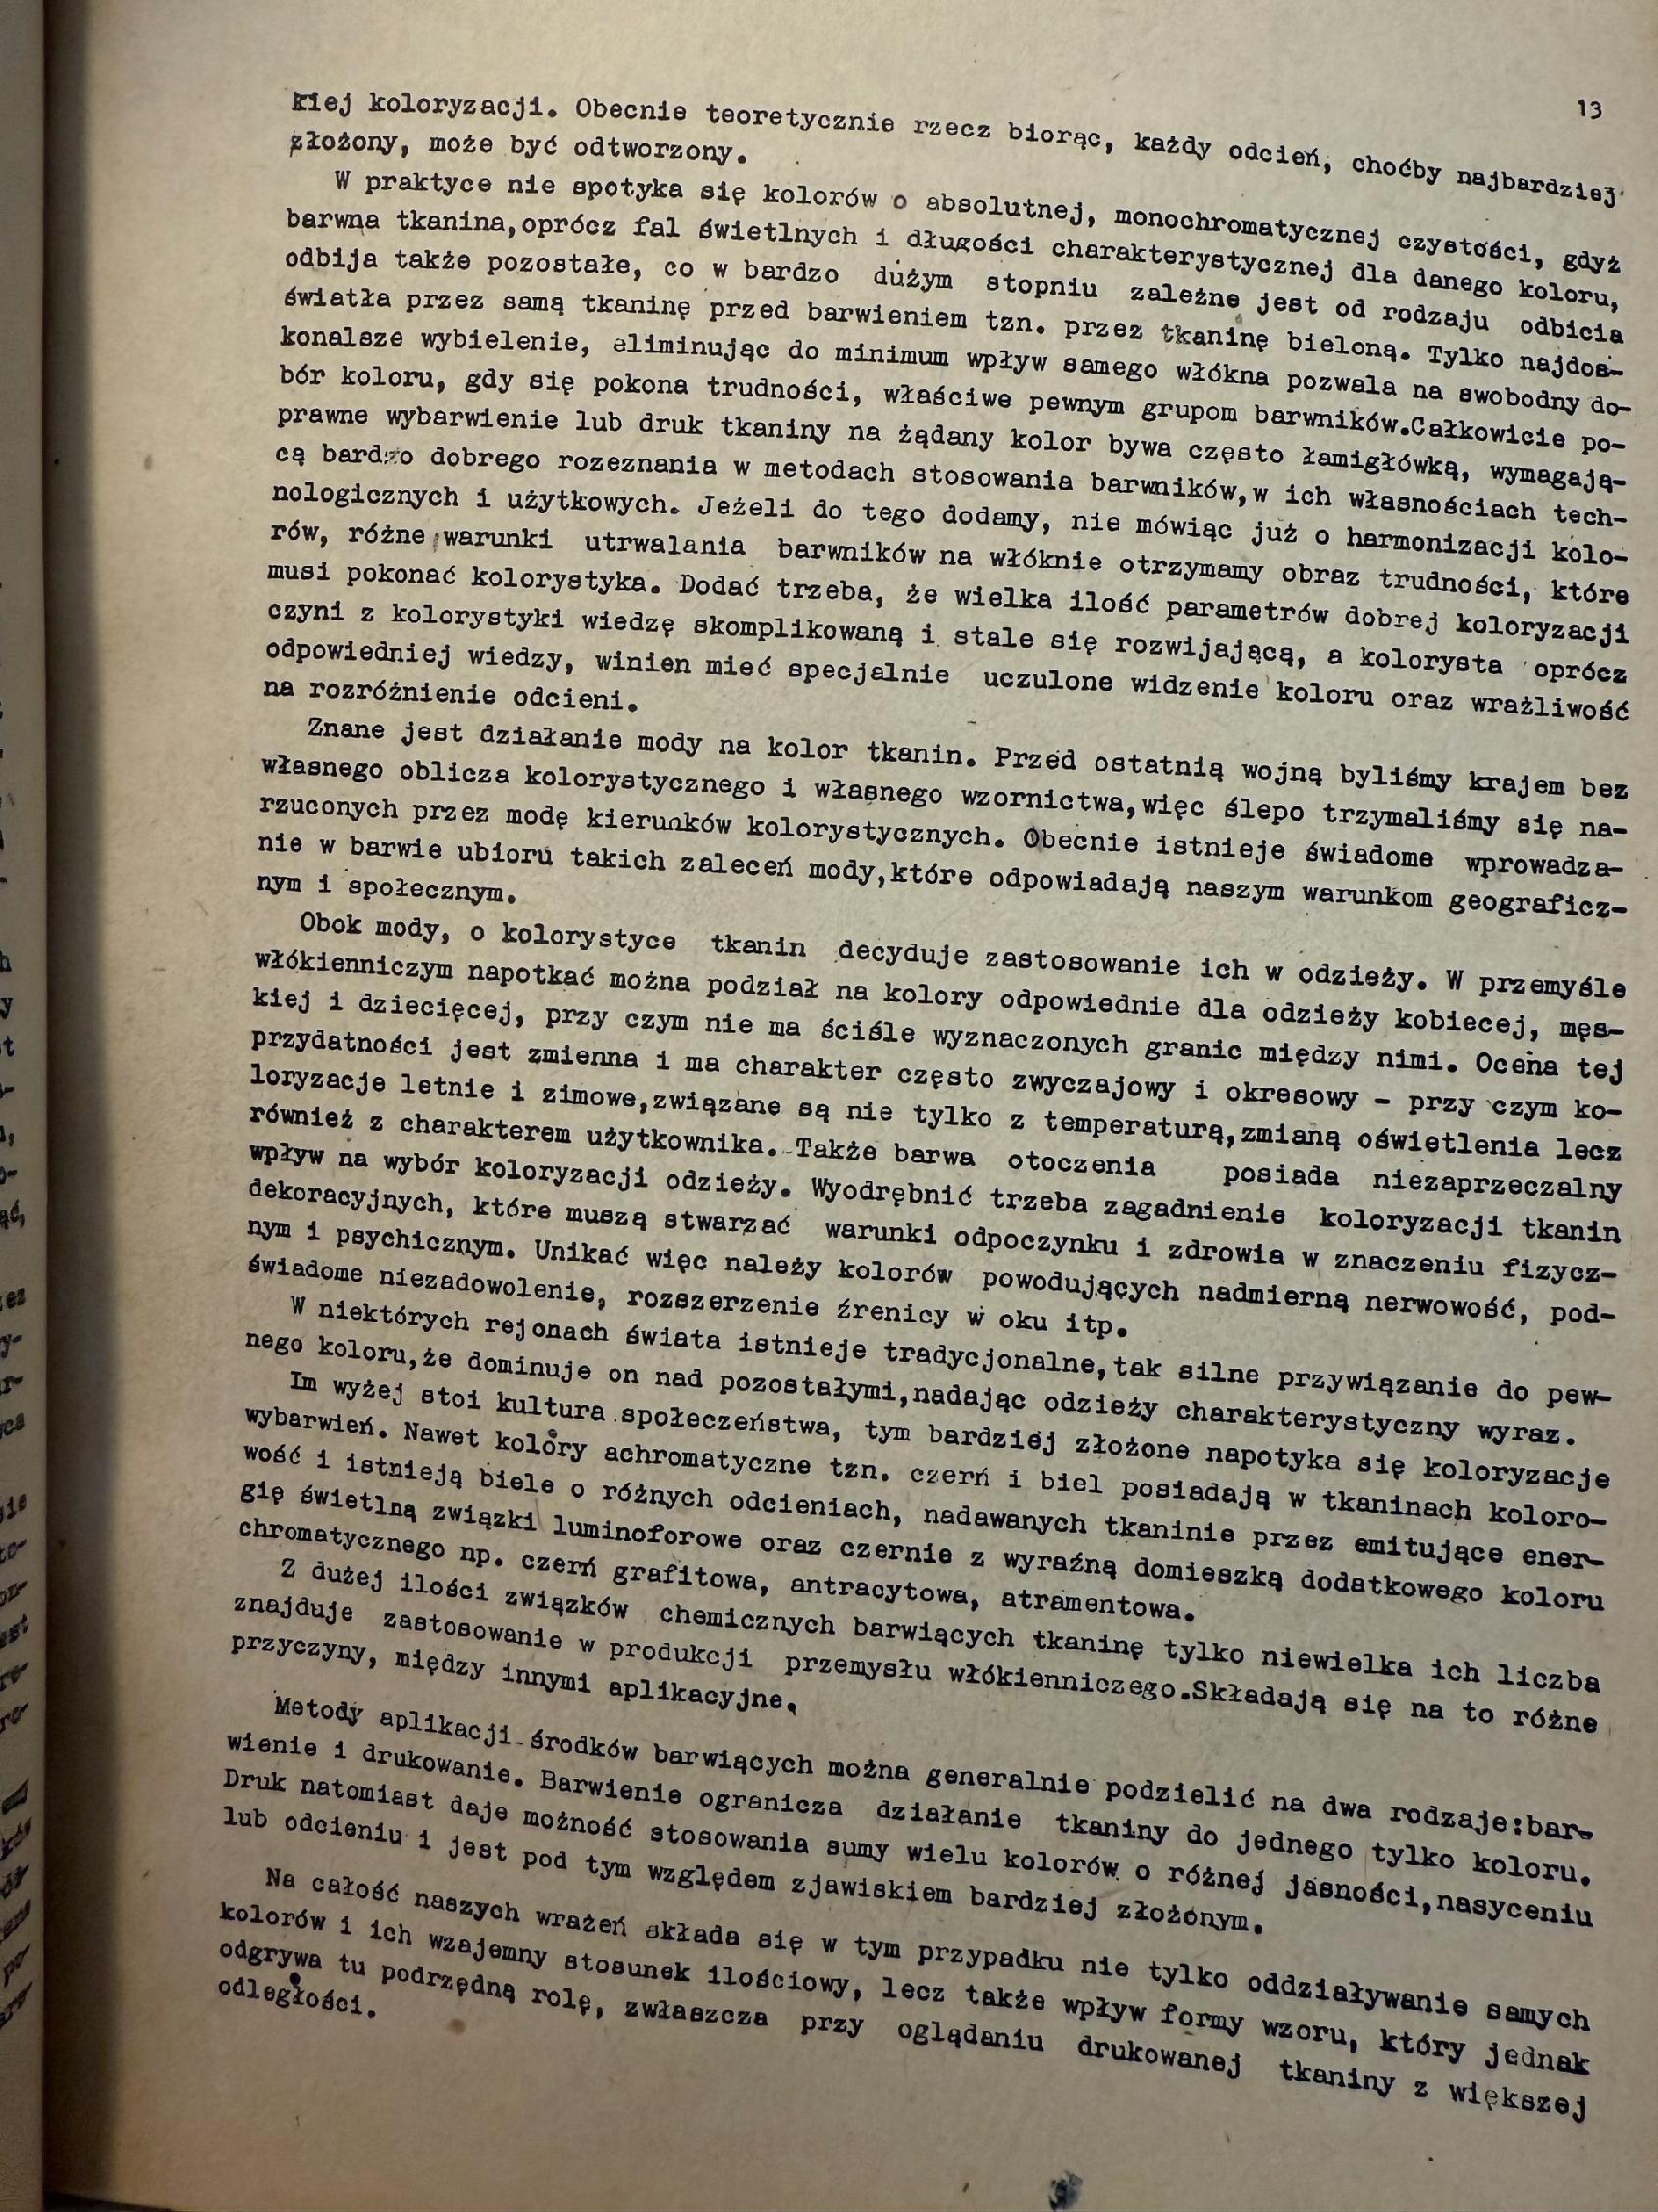 13
kiej koloryzacji. Obecnie teoretycznie rzecz biorąc, każdy odcień, choćby najbardziej
złożony, może być odtworzony.
W praktyce nie spotyka się kolorów o absolutnej, monochromatycznej czystości, gdyż
barwna tkanina,oprócz fal świetlnych i długości charakterystycznej dla danego koloru,
odbija także pozostałe, co w bardzo dużym stopniu zależne jest od rodzaju odbicia
światła przez samą tkaninę przed barwieniem tzn. przez tkaninę bieloną. Tylko najdos-
konalsze wybielenie, eliminując do minimum wpływ samego włókna pozwala na swobodny do-
bór koloru, gdy się pokona trudności, właściwe pewnym grupom barwników.Całkowicie po-
prawne wybarwienie lub druk tkaniny na żądany kolor bywa często łamigłówką, wymagają-
cą bardzo dobrego rozeznania w metodach stosowania barwników,w ich własnościach tech-
nologicznych i użytkowych. Jeżeli do tego dodamy, nie mówiąc już o harmonizacji kolo-
rów, różne warunki utrwalania barwników na włóknie otrzymamy obraz trudności, które
musi pokonać kolorystyka. Dodać trzeba, że wielka ilość parametrów dobrej koloryzacji
czyni z kolorystyki wiedzę skomplikowaną i stale się rozwijającą, a kolorysta oprócz
odpowiedniej wiedzy, winien mieć specjalnie uczulone widzenie koloru oraz wrażliwość
na rozróżnienie odcieni.
Znane jest działanie mody na kolor tkanin. Przed ostatnią wojną byliśmy krajem bez
własnego oblicza kolorystycznego i własnego wzornictwa,więc ślepo trzymaliśmy się na-
rzuconych przez modę kierunków kolorystycznych. Obecnie istnieje świadome wprowadza-
nie w barwie ubioru takich zaleceń mody,które odpowiadają naszym warunkom geograficz-
nym i społecznym.
Obok mody, o kolorystyce tkanin decyduje zastosowanie ich w odzieży. W przemyśle
włókienniczym napotkać można podział na kolory odpowiednie dla odzieży kobiecej, męs-
kiej i dziecięcej, przy czym nie ma ściśle wyznaczonych granic między nimi. Ocena tej
przydatności jest zmienna i ma charakter często zwyczajowy i okresowy - przy czym ko-
loryzacje letnie i zimowe,związane są nie tylko z temperaturą,zmianą oświetlenia lecz
również z charakterem użytkownika. Także barwa otoczenia posiada niezaprzeczalny
wpływ na wybór koloryzacji odzieży. Wyodrębnić trzeba zagadnienie koloryzacji tkanin
dekoracyjnych, które muszą stwarzać warunki odpoczynku i zdrowia w znaczeniu fizycz-
nym i psychicznym. Unikać więc należy kolorów powodujących nadmierną nerwowość, pod-
świadome niezadowolenie, rozszerzenie źrenicy w oku itp.
W niektórych rejonach świata istnieje tradycjonalne,tak silne przywiązanie do pew-
nego koloru,że dominuje on nad pozostałymi,nadając odzieży charakterystyczny wyraz.
Im wyżej stoi kultura społeczeństwa, tym bardziej złożone napotyka się koloryzacje
wybarwień. Nawet kolory achromatyczne tzn. czerń i biel posiadają w tkaninach koloro-
wość i istnieją biele o różnych odcieniach, nadawanych tkaninie przez emitujące ener-
gię świetlną związki luminoforowe oraz czernie z wyraźną domieszką dodatkowego koloru
chromatycznego np. czerń grafitowa, antracytowa, atramentowa.
Z dużej ilości związków chemicznych barwiących tkaninę tylko niewielka ich liczba
znajduje zastosowanie w produkcji przemysłu włókienniczego.Składają się na to różne
przyczyny, między innymi aplikacyjne.
Metody aplikacji środków barwiących można generalnie podzielić na dwa rodzaje:bar-
wienie i drukowanie. Barwienie ogranicza działanie tkaniny do jednego tylko koloru.
Druk natomiast daje możność stosowania sumy wielu kolorów o różnej jasności,nasyceniu
lub odcieniu i jest pod tym względem zjawiskiem bardziej złożonym.
Na całość naszych wrażeń składa się w tym przypadku nie tylko oddziaływanie samych
kolorów i ich wzajemny stosunek ilościowy, lecz także wpływ formy wzoru, który jednak
odgrywa tu podrzędną rolę, zwłaszcza przy oglądaniu drukowanej tkaniny z większej
odległości.